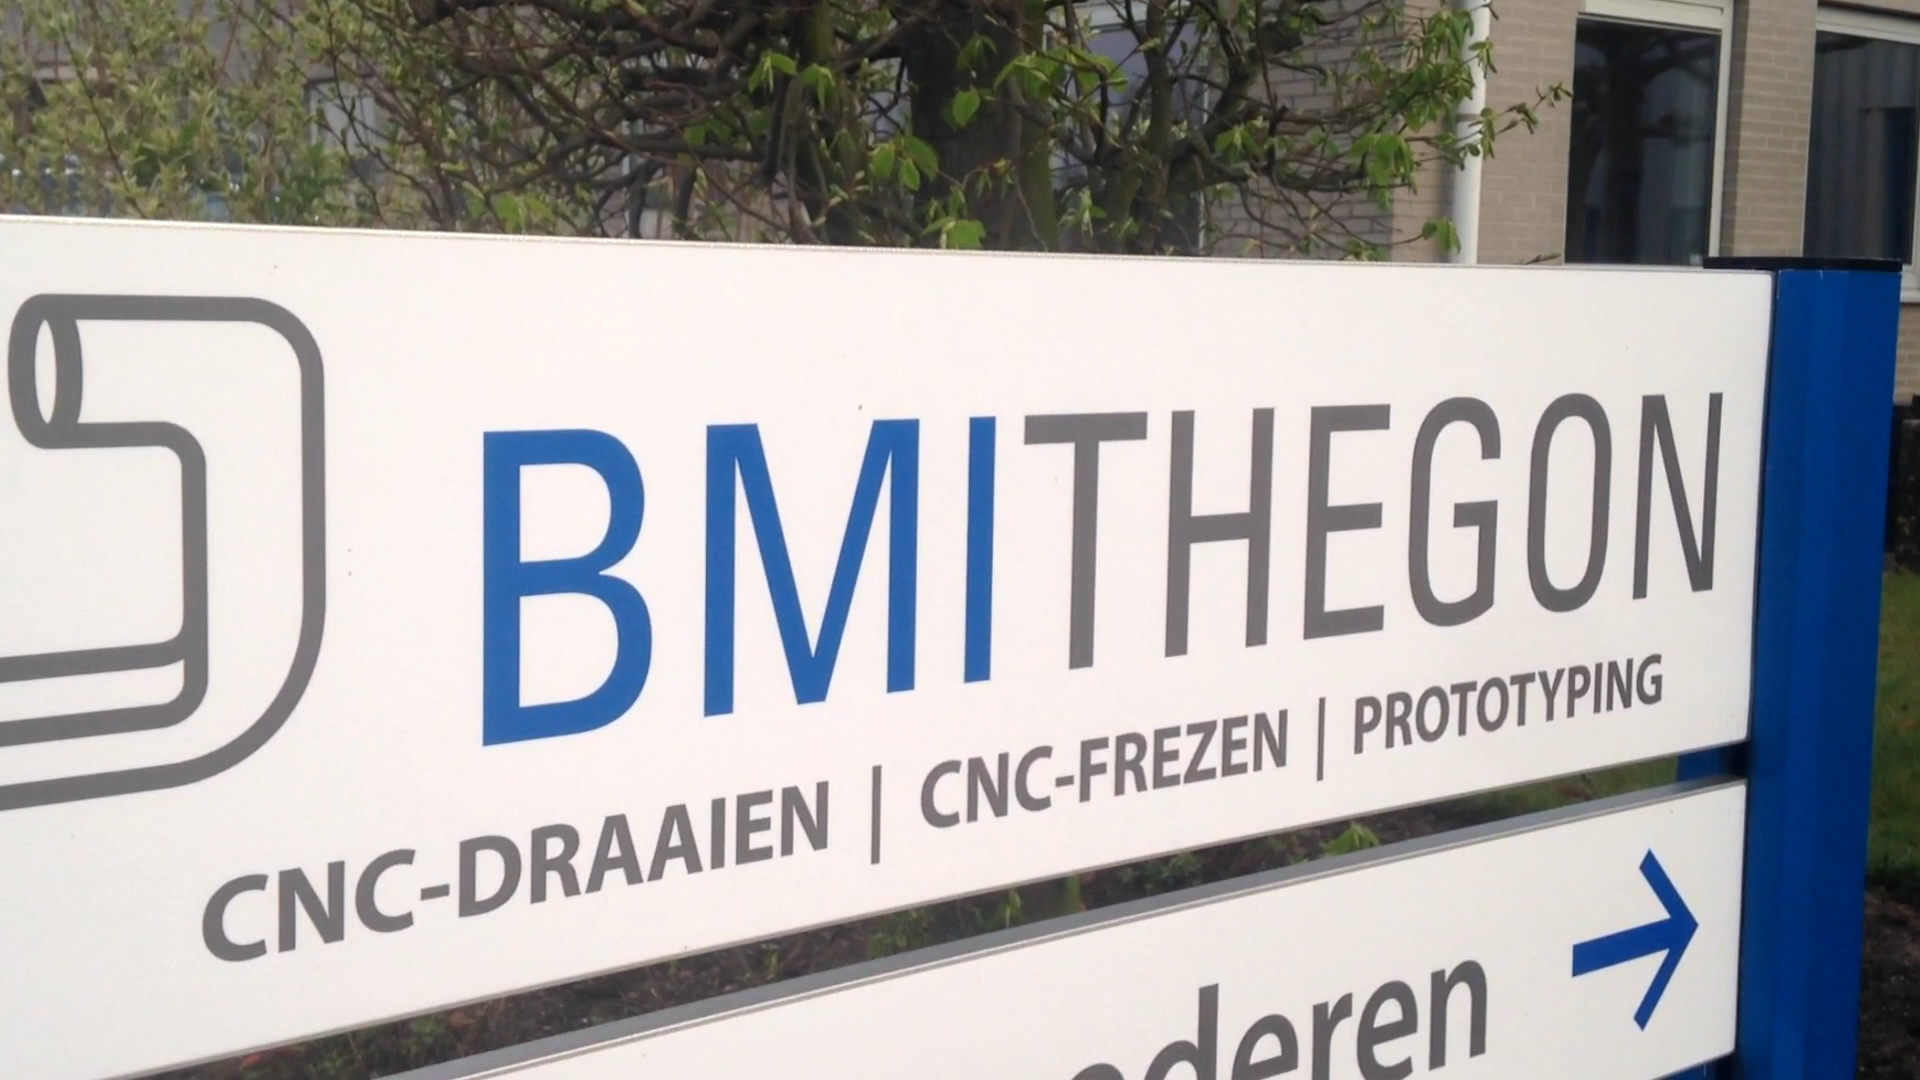 BMITHEGON
CNC-DRAAIEN | CNC-FREZEN | PROTOTYPING